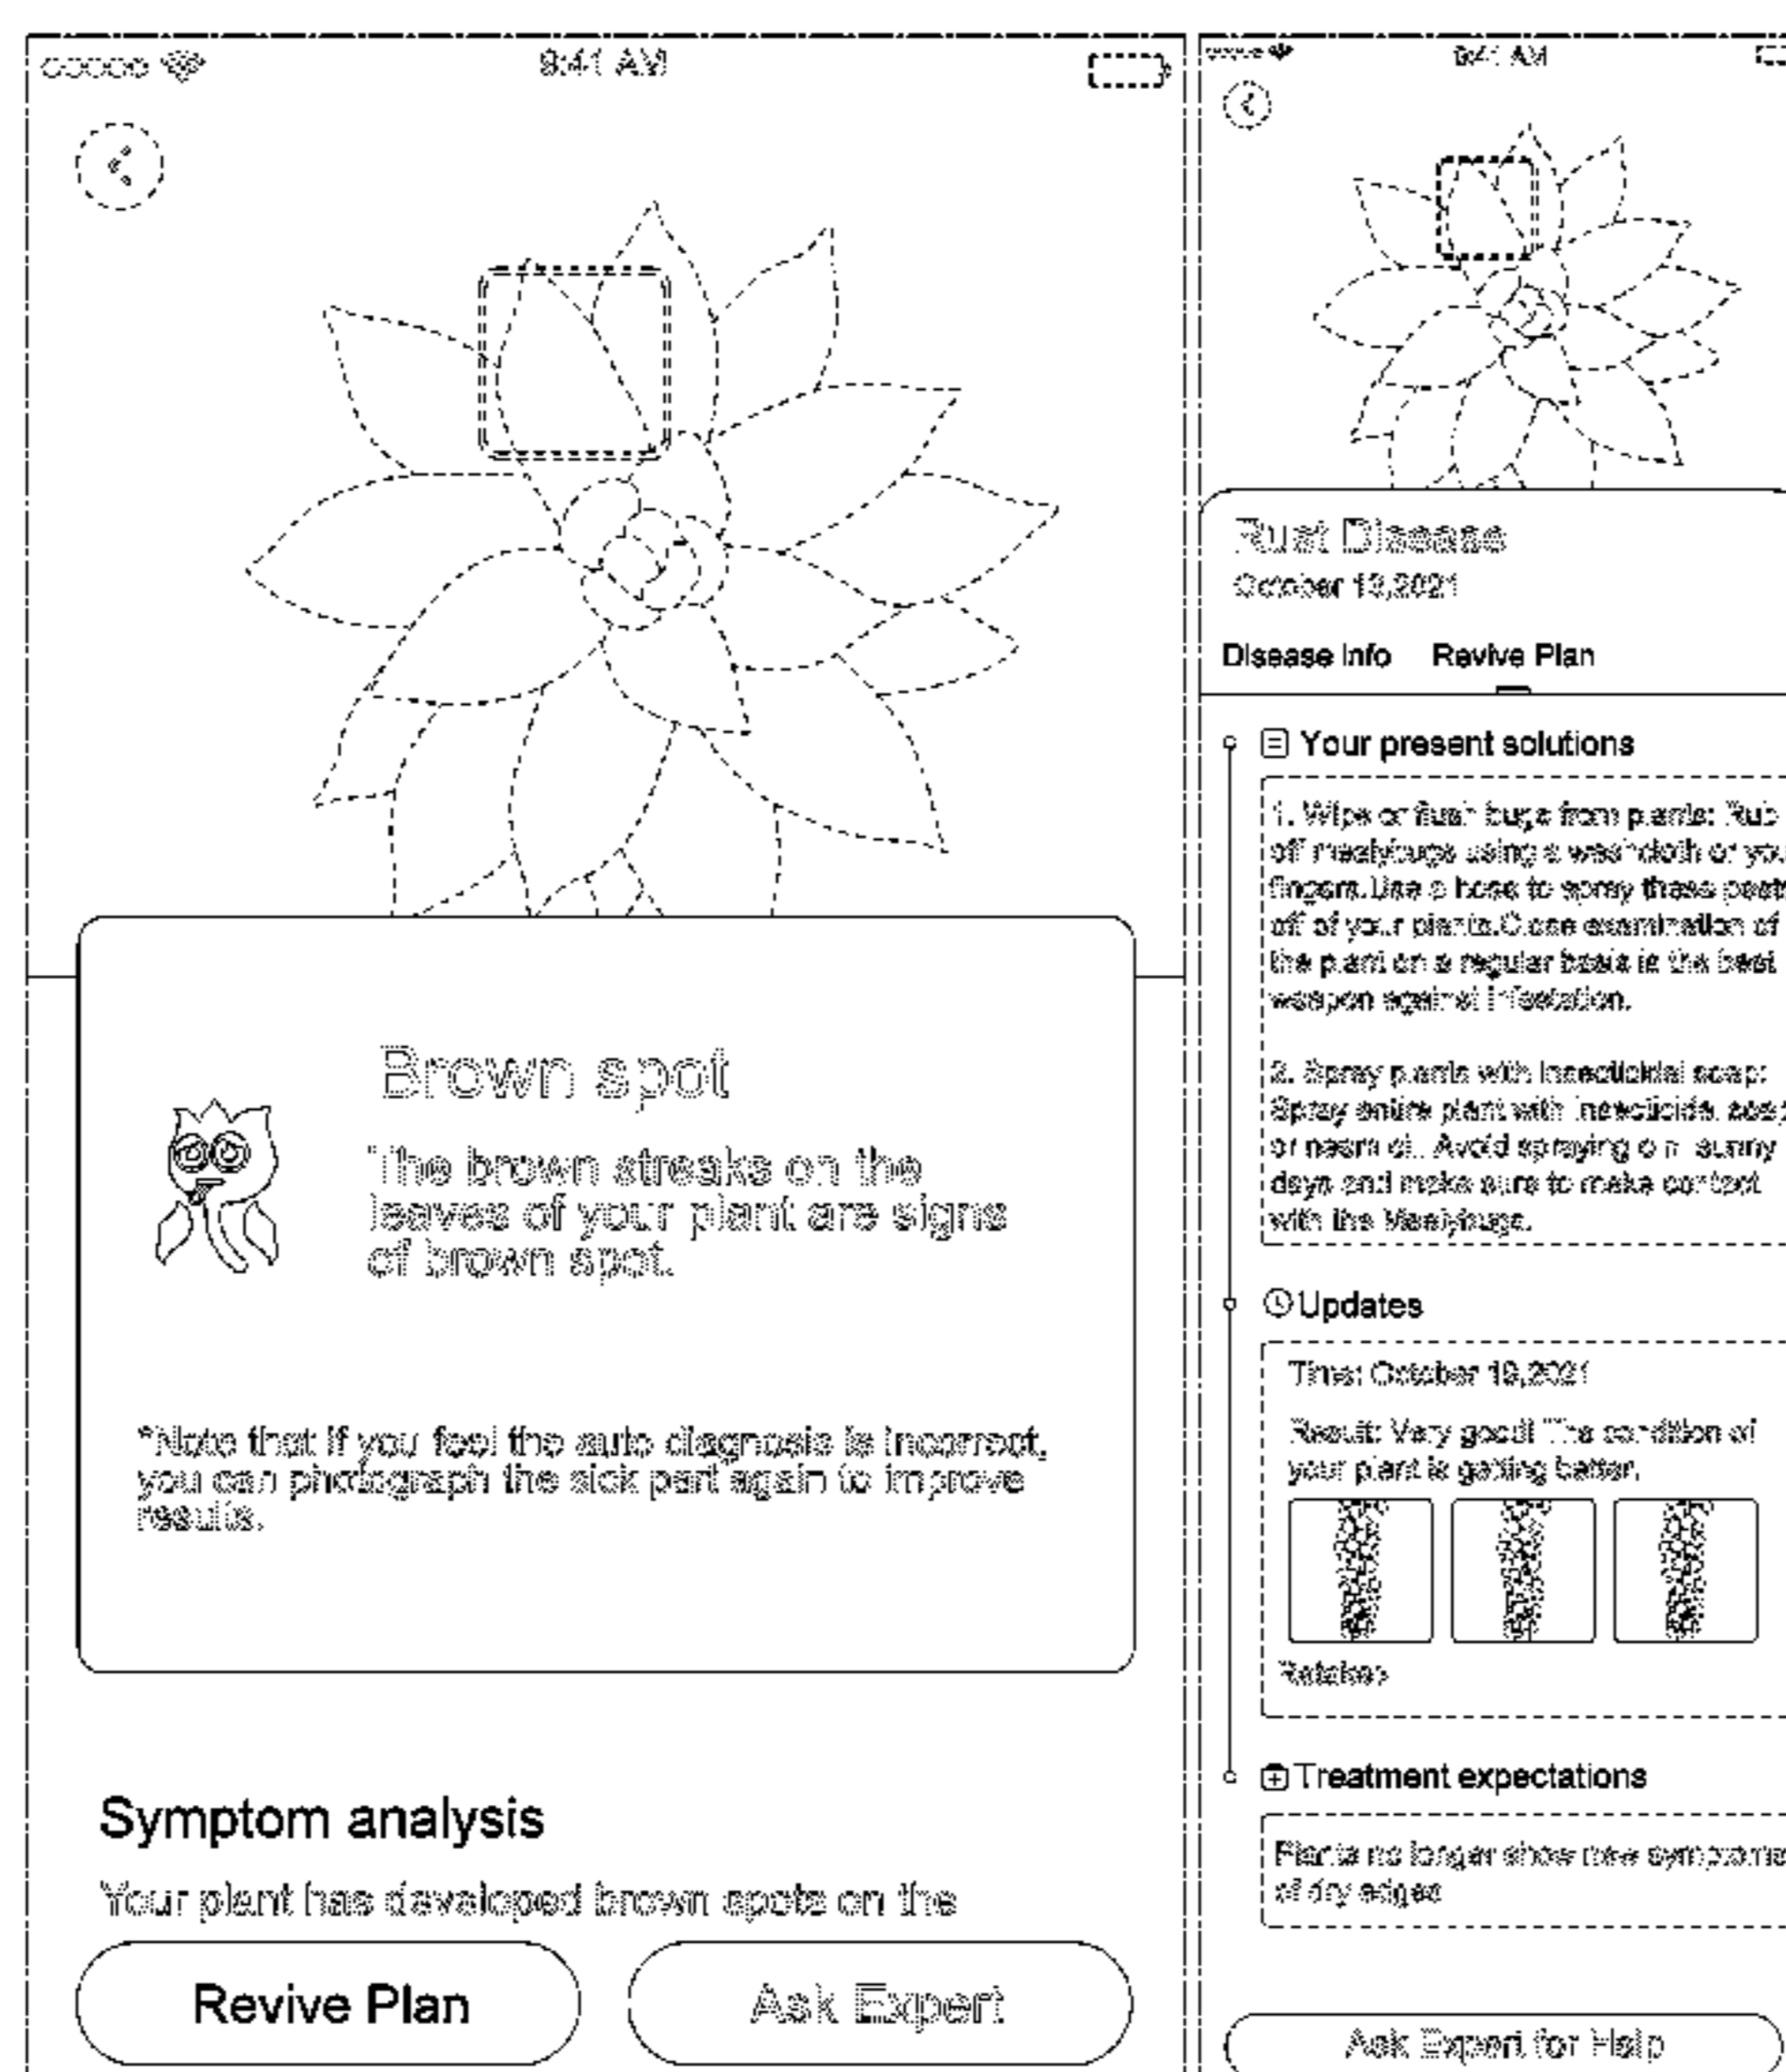 9:41 AM
Brown spot
The brown streaks on the
leaves of your plant are signs
of brown spot.
*Note that if you feel the auto diagnosis is incorrect,
you can photograph the sick part again to improve
results.
Symptom analysis
Your plant has developed brown spots on the
Revive Plan
Ask Expert
9:41 AM
Rust Disease
October 13,2021
Disease info Revive Plan
Your present solutions
1. Wipe or flush bugs from plants: Rub
off mealybugs using a washcloth or you
fingers.Use a hose to spray these pests
off of your plants.Close examination of
the plant on a regular basis is the best
weapon against infestation.
2. Spray plants with insecticidal soap:
Spray entire plant with insecticidal soap
or neem oil. Avoid spraying on sunny
days and make sure to make contact
with the Mealybugs.
Updates
Time: October 19,2021
Result: Very good! The condition of
your plant is getting better.
Treatment expectations
Plants no longer show new symptoms
of dry edges
Ask Expert for Help